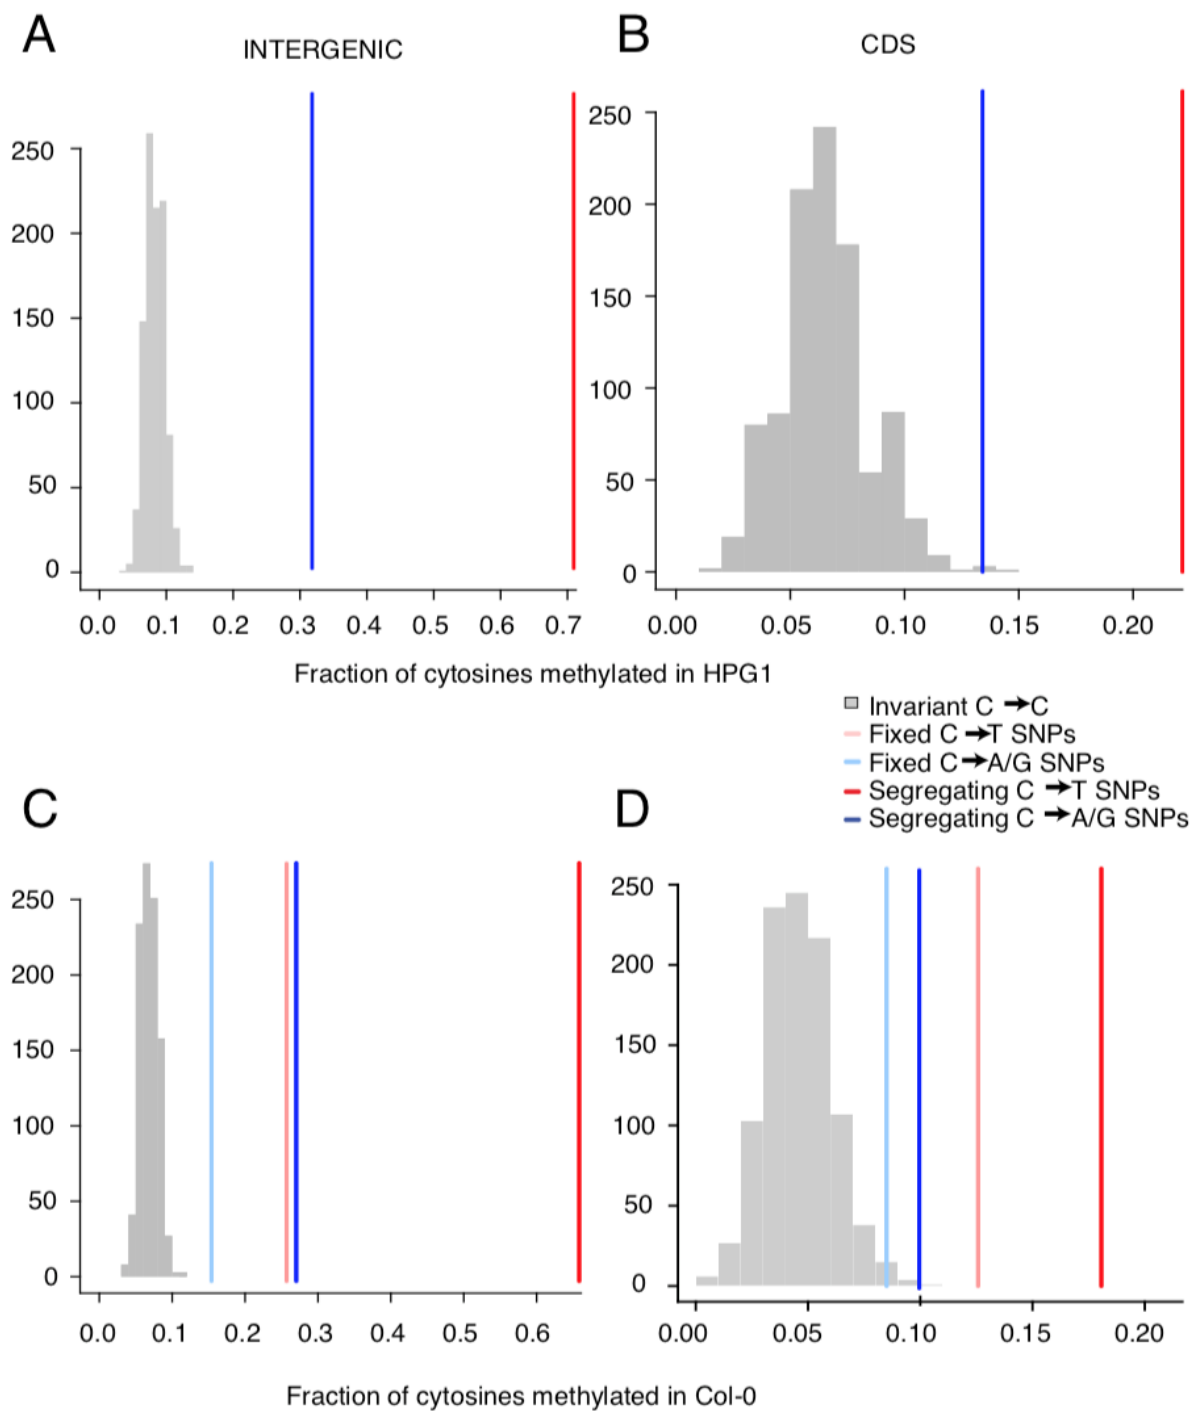 A
INTERGENIC
B
CDS
250
200
150
100
50
0
0.0 0.1 0.2 0.3 0.4 0.5 0.6 0.7
250
200
150
100
50
0
0.00 0.05 0.10 0.15 0.20
Fraction of cytosines methylated in HPG1
Invariant C →C
Fixed C →T SNPs
Fixed C→A/G SNPs
Segregating C →T SNPs
Segregating C →A/G SNPs
C
D
250
200
150
100
50
0
0.0 0.1 0.2 0.3 0.4 0.5 0.6
250
200
150
100
50
0
0.00 0.05 0.10 0.15 0.20
Fraction of cytosines methylated in Col-0